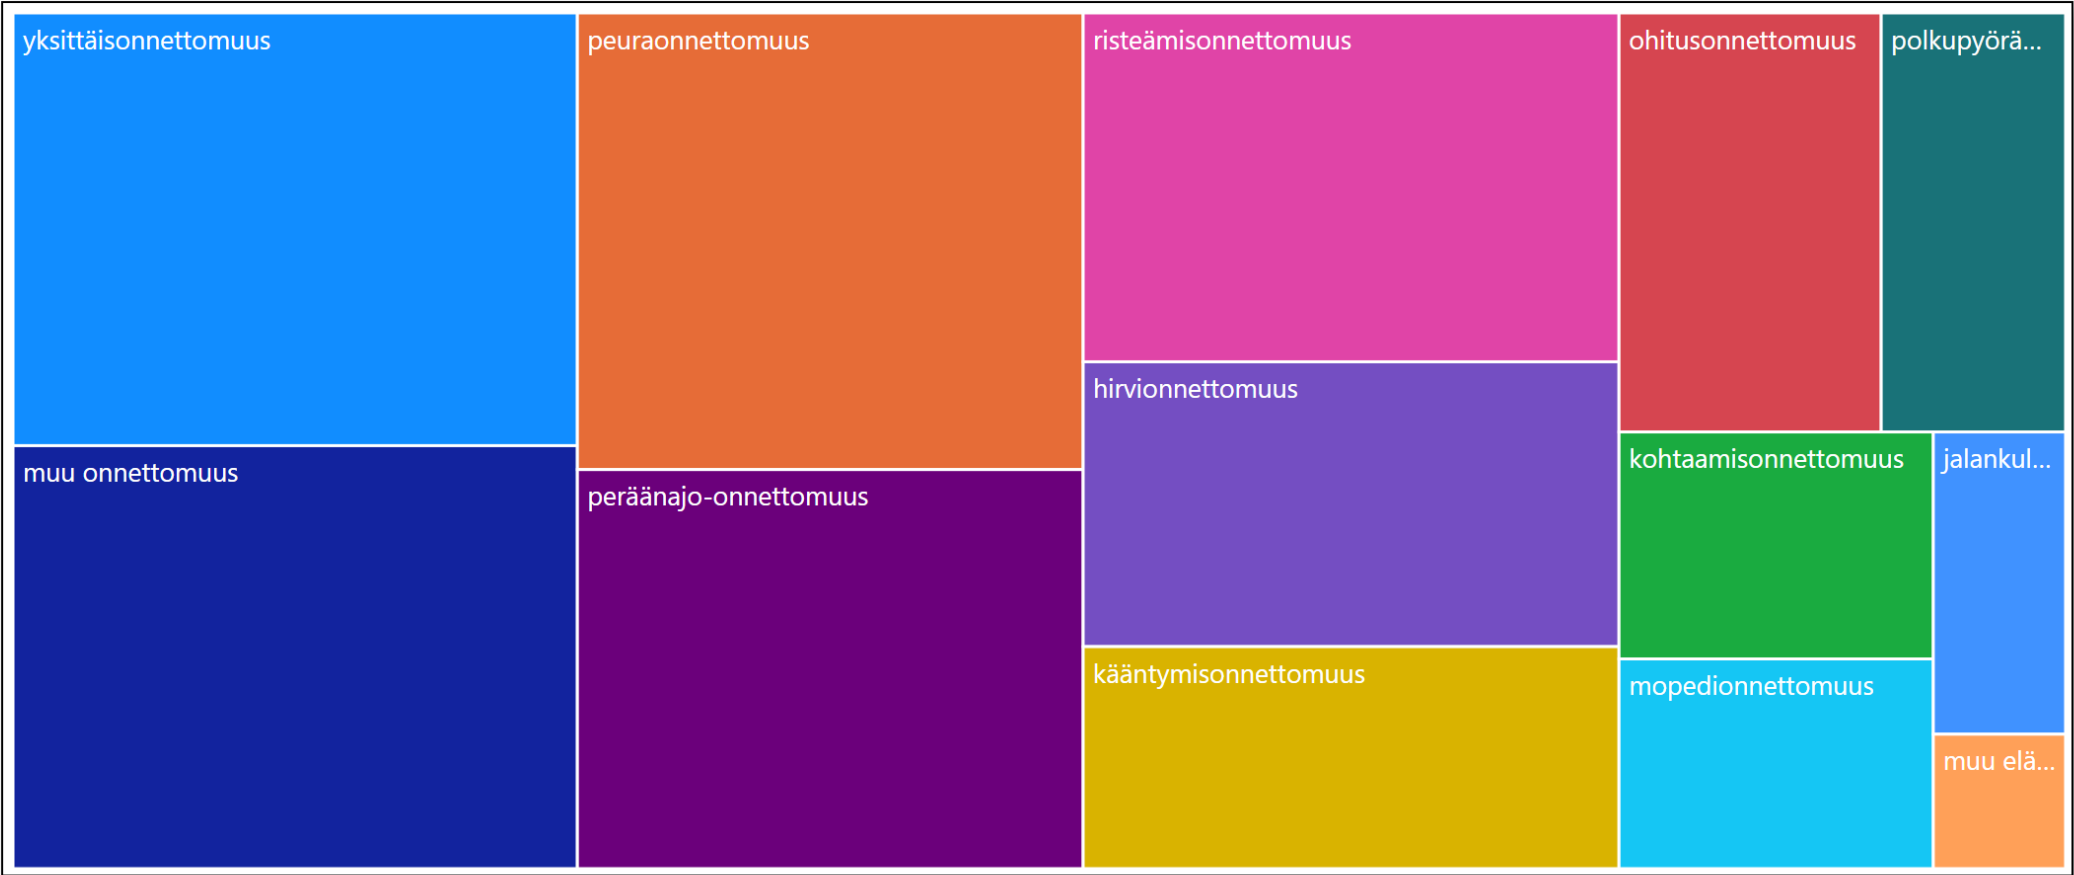 yksittäisonnettomuus
muu onnettomuus
peuraonnettomuus
peräänajo-onnettomuus
risteämisonnettomuus
hirvionnettomuus
kääntymisonnettomuus
ohitusonnettomuus
polkupyörä...
kohtaamisonnettomuus
jalankul...
mopedionnettomuus
muu elä...